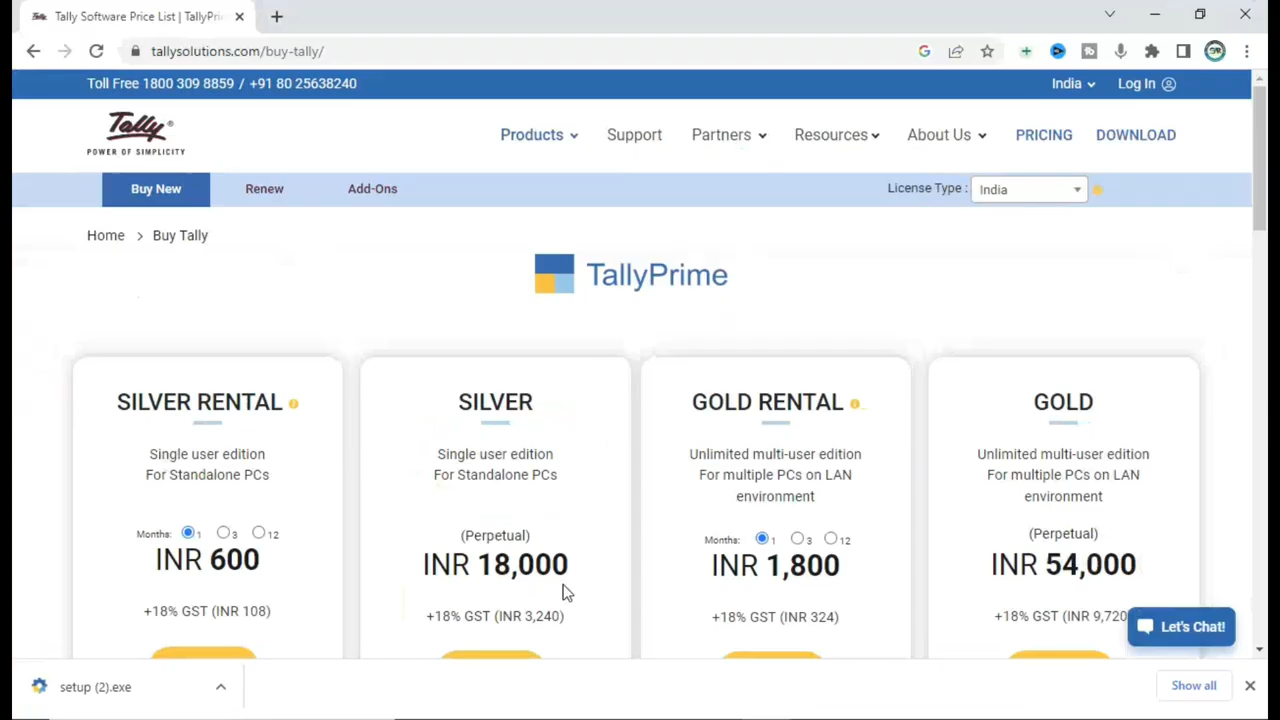 Tally Software Price List | TallyPri
tallysolutions.com/buy-tally/
Toll Free 1800 309 8859 / +91 80 25638240
India
Log In
Tally
POWER OF SIMPLICITY
Products
Support
Partners
Resources
About Us
PRICING
DOWNLOAD
Buy New
Renew
Add-Ons
License Type :
India
Home > Buy Tally
TallyPrime
SILVER RENTAL
Single user edition
For Standalone PCs
Months: 1 3 12
INR 600
+18% GST (INR 108)
SILVER
Single user edition
For Standalone PCs
(Perpetual)
INR 18,000
+18% GST (INR 3,240)
GOLD RENTAL
Unlimited multi-user edition
For multiple PCs on LAN
environment
Months: 1 3 12
INR 1,800
+18% GST (INR 324)
GOLD
Unlimited multi-user edition
For multiple PCs on LAN
environment
(Perpetual)
INR 54,000
+18% GST (INR 9,720
Let's Chat!
setup (2).exe
Show all